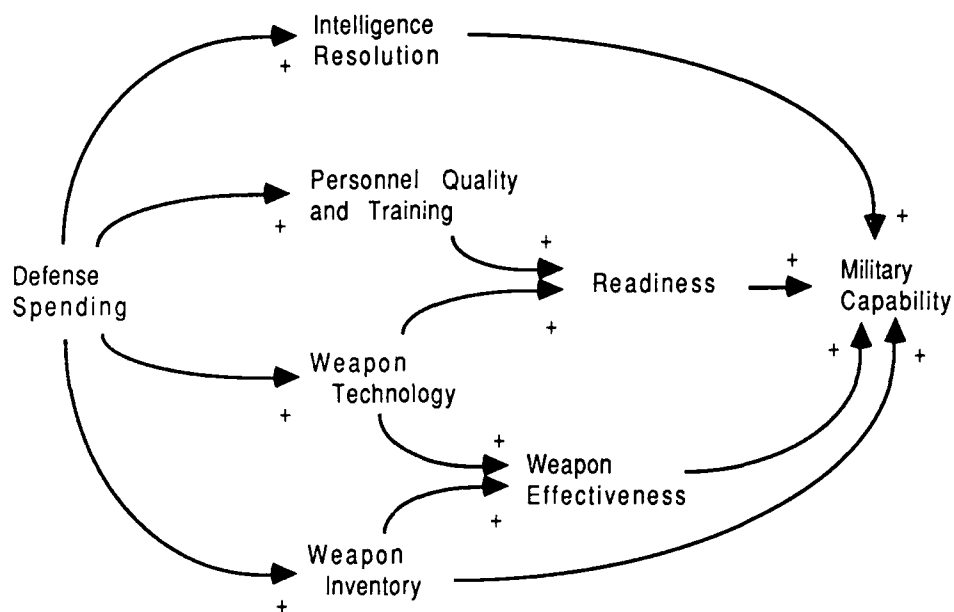 Intelligence
Resolution
+
Personnel Quality
and Training
+
+
+
Defense
Spending
Readiness
+
Military
Capability
+
Weapon
Technology
+
+
+
+
Weapon
Effectiveness
+
Weapon
Inventory
+